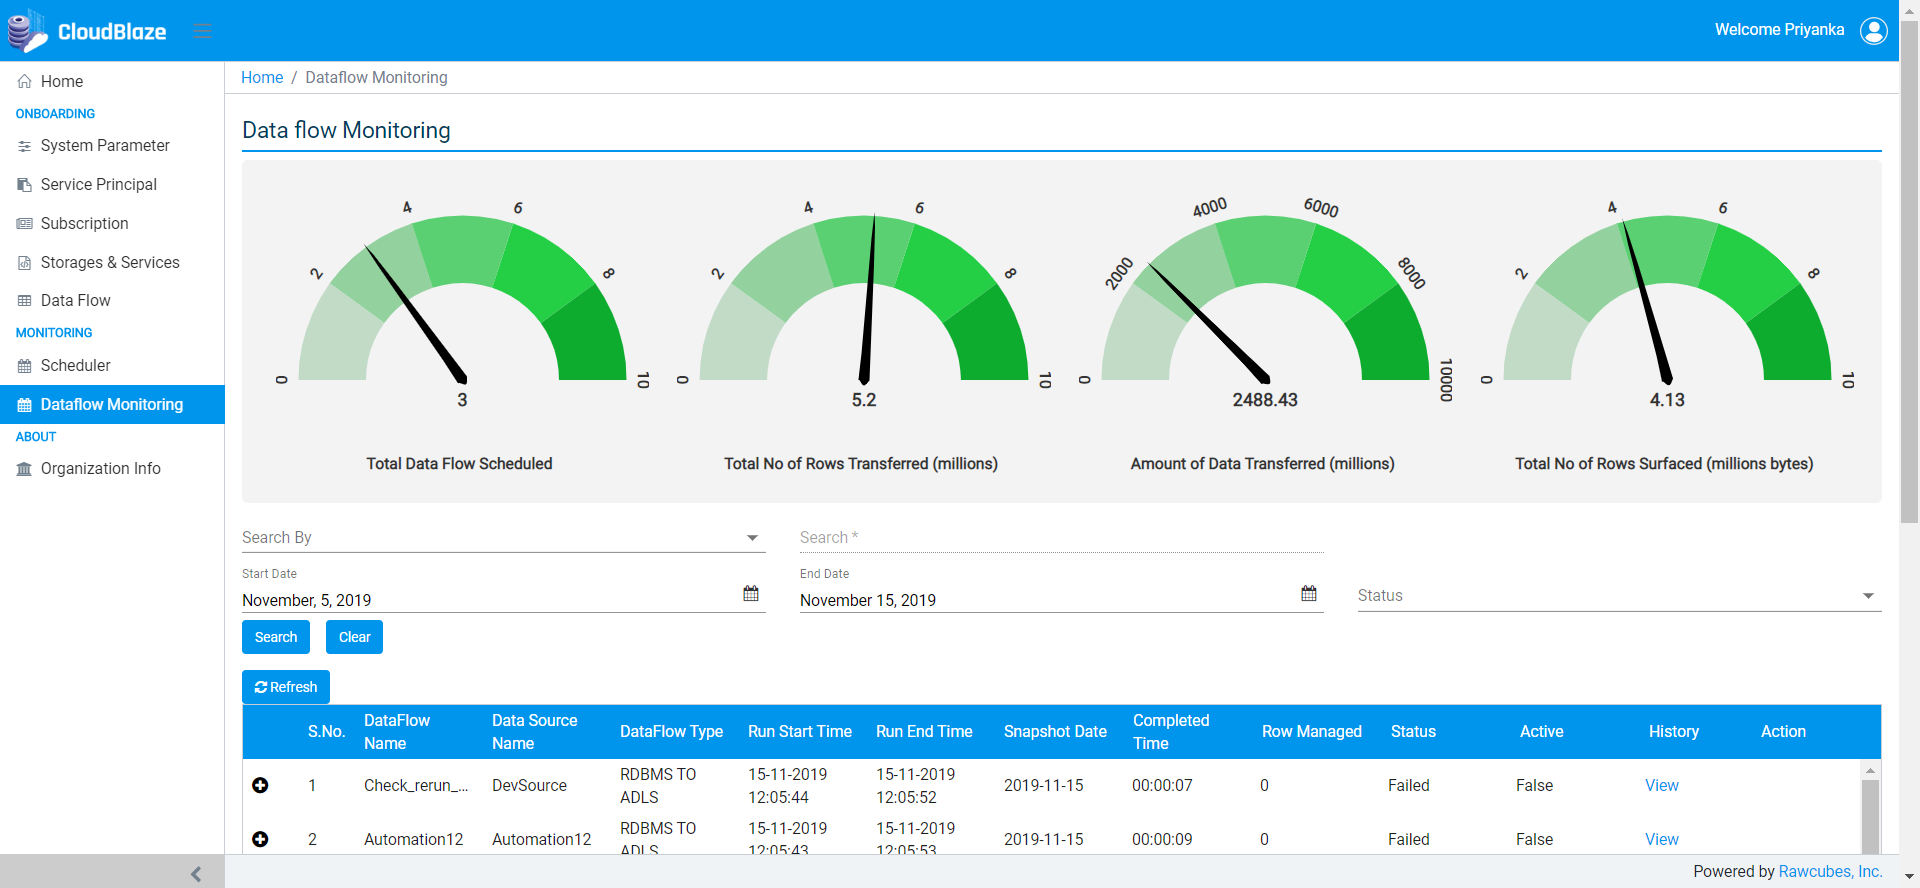 CloudBlaze
Welcome Priyanka
Home
ONBOARDING
System Parameter
Service Principal
Subscription
Storages & Services
Data Flow
MONITORING
Scheduler
Dataflow Monitoring
ABOUT
Organization Info
Home / Dataflow Monitoring
Data flow Monitoring
0 2 4 6 8 10
3
Total Data Flow Scheduled
0 2 4 6 8 10
5.2
Total No of Rows Transferred (millions)
0 2000 4000 6000 8000 10000
2488.43
Amount of Data Transferred (millions)
0 2 4 6 8 10
4.13
Total No of Rows Surfaced (millions bytes)
Search By
Search *
Start Date
November, 5, 2019
End Date
November 15, 2019
Status
Search
Clear
Refresh
S.No. DataFlow Name Data Source Name DataFlow Type Run Start Time Run End Time Snapshot Date Completed Time Row Managed Status Active History Action
1 Check_rerun_... DevSource RDBMS TO ADLS 15-11-2019 12:05:44 15-11-2019 12:05:52 2019-11-15 00:00:07 0 Failed False View
2 Automation12 Automation12 RDBMS TO ADLS 15-11-2019 12:05:43 15-11-2019 12:05:53 2019-11-15 00:00:09 0 Failed False View
Powered by Rawcubes, Inc.